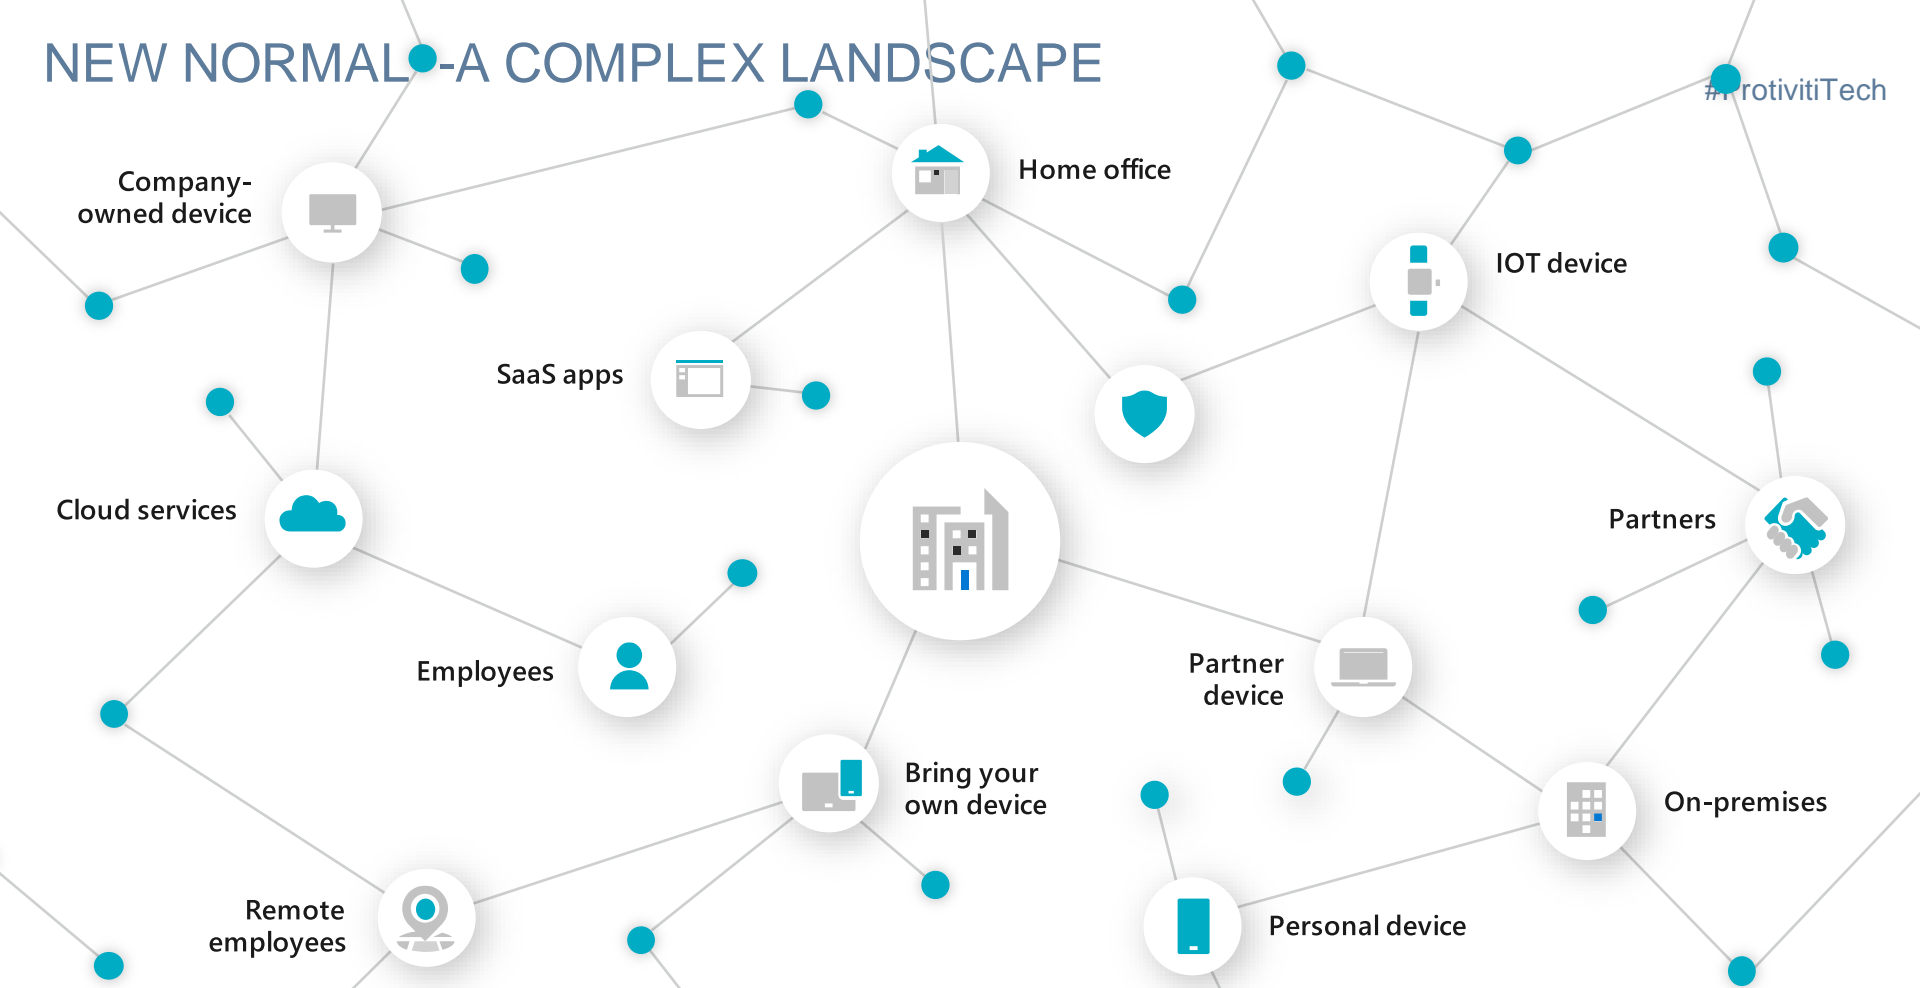 NEW NORMAL -A COMPLEX LANDSCAPE
#ProtivitiTech
Company-
owned device
Home office
IOT device
SaaS apps
Cloud services
Partners
Employees
Partner
device
Bring your
own device
On-premises
Remote
employees
Personal device